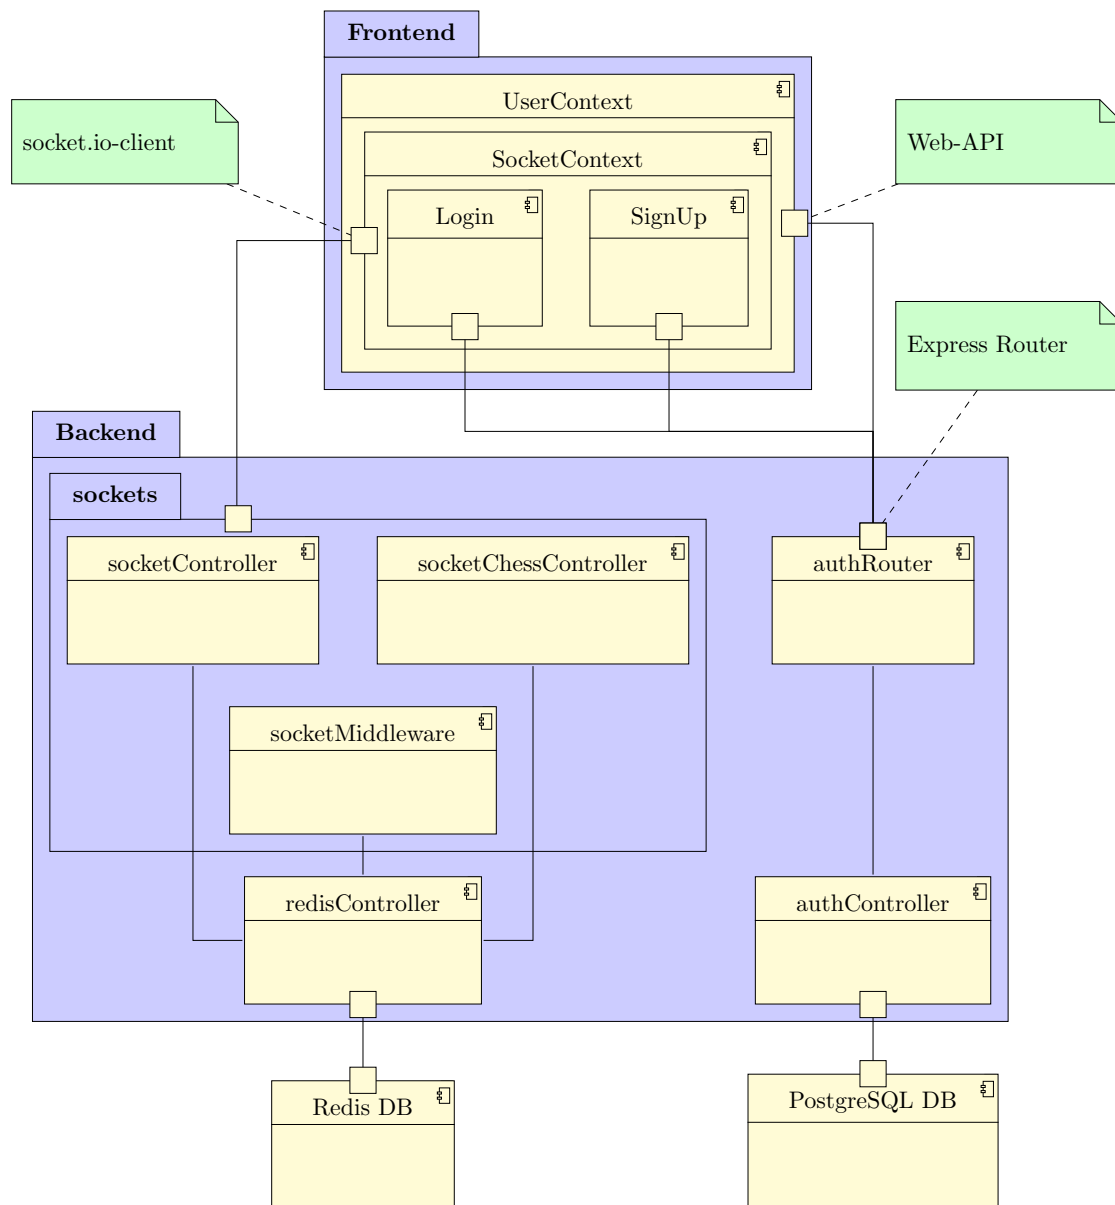 Frontend
UserContext
socket.io-client
Web-API
SocketContext
Login
SignUp
Express Router
Backend
sockets
socketController
socketChessController
authRouter
socketMiddleware
redisController
authController
Redis DB
PostgreSQL DB